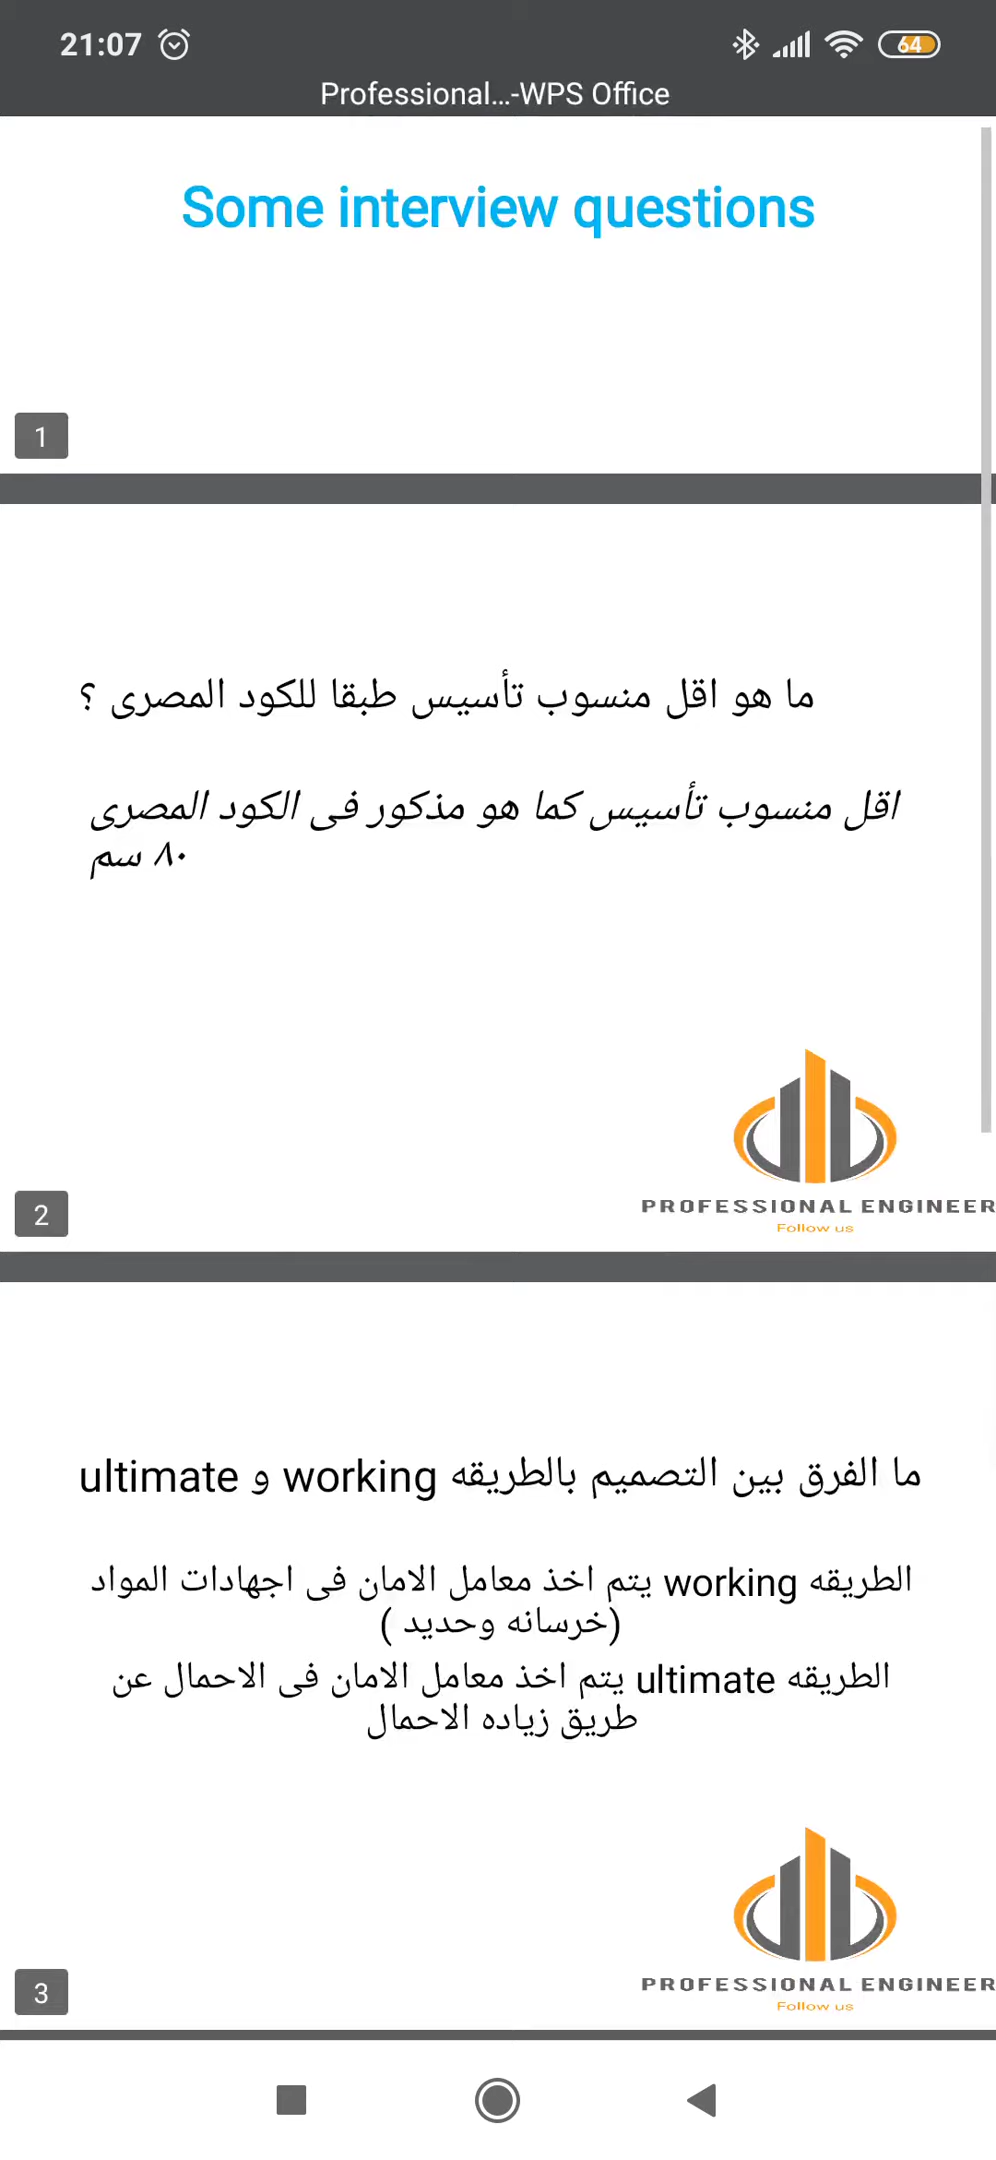 21:07
64
Professional...-WPS Office
Some interview questions
1
ما هو اقل منسوب تأسيس طبقا للكود المصرى ؟
اقل منسوب تأسيس كما هو مذكور فى الكود المصرى
٨٠ سم
PROFESSIONAL ENGINEER
Follow us
2
ما الفرق بين التصميم بالطريقه working و ultimate
الطريقه working يتم اخذ معامل الامان فى اجهادات المواد
(خرسانه وحديد )
الطريقه ultimate يتم اخذ معامل الامان فى الاحمال عن
طريق زياده الاحمال
PROFESSIONAL ENGINEER
Follow us
3